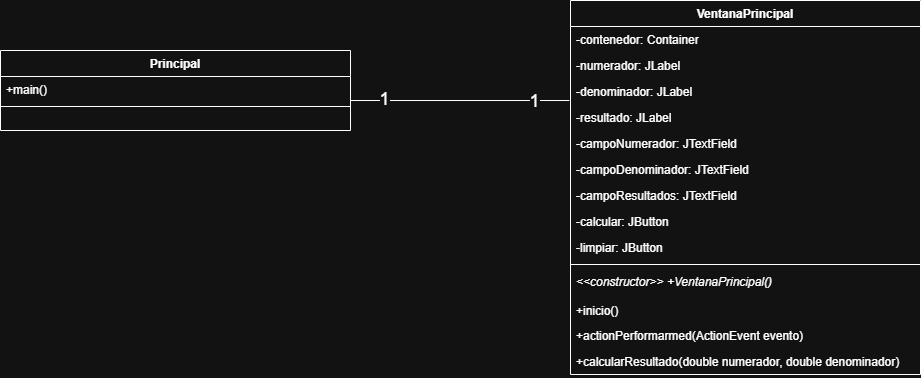 Principal
+main()
1
1
VentanaPrincipal
-contenedor: Container
-numerador: JLabel
-denominador: JLabel
-resultado: JLabel
-campoNumerador: JTextField
-campoDenominador: JTextField
-campoResultados: JTextField
-calcular: JButton
-limpiar: JButton
<<constructor>> +VentanaPrincipal()
+inicio()
+actionPerformarmed(ActionEvent evento)
+calcularResultado(double numerador, double denominador)